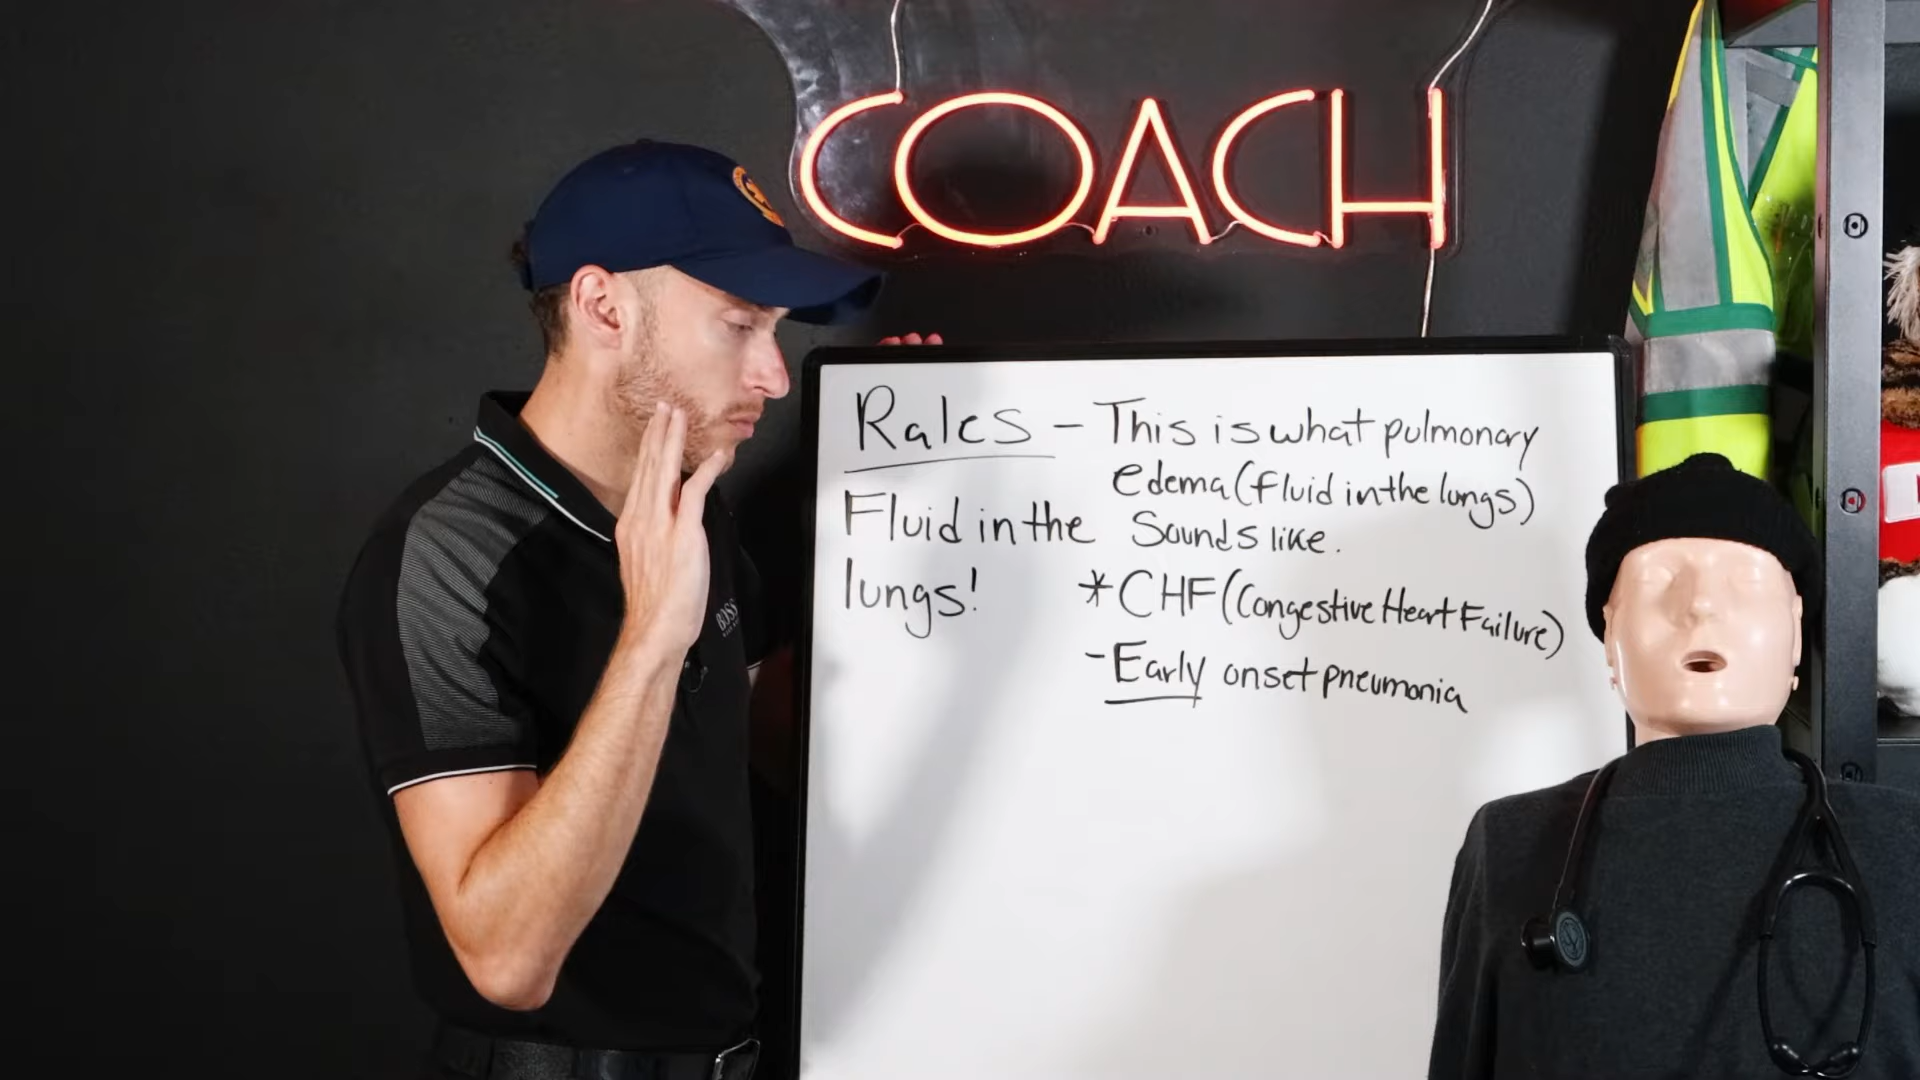 COACH
Rales – This is what pulmonary
edema (fluid in the lungs)
Sounds like.
Fluid in the
lungs!
* CHF (Congestive Heart Failure)
- Early onset pneumonia
BOSS